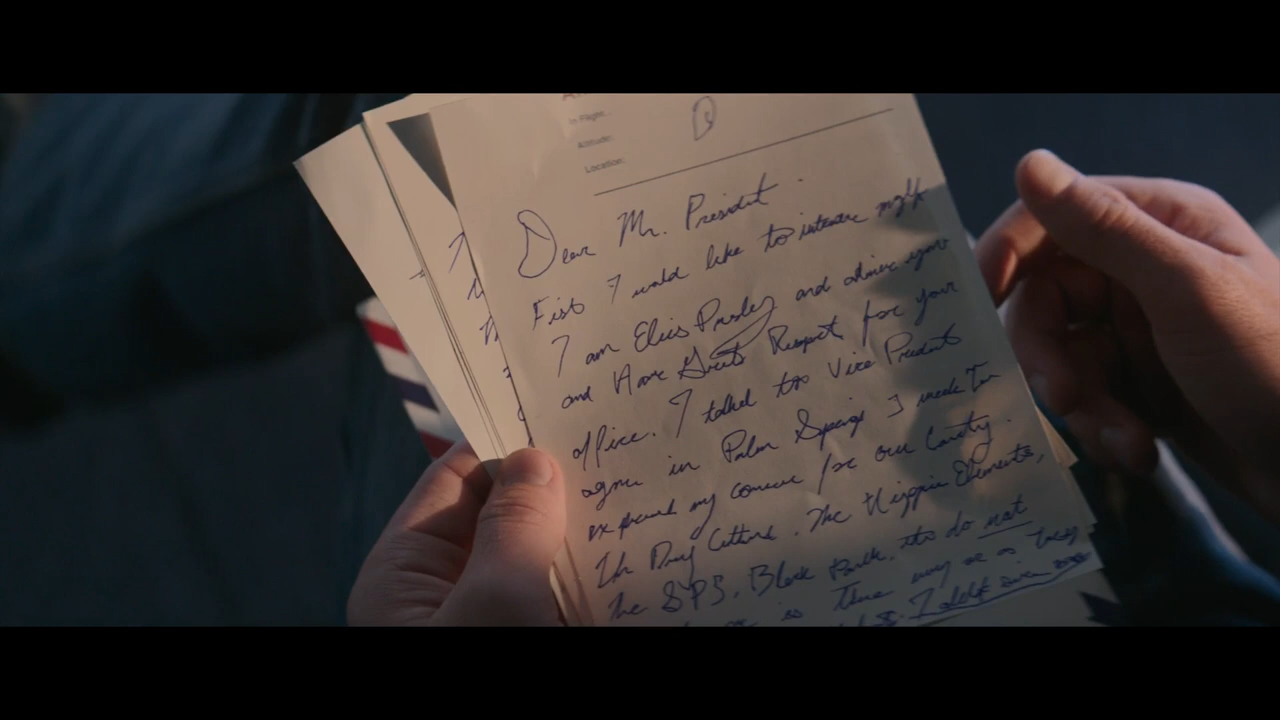 In Flight
Altitude:
Location:
Dear Mr. President
First I would like to introduce myself
I am Elvis Presley and admire you
and Have Great Respect for your
office. I talked to Vice President
Agnew in Palm Springs 3 week
expressed my concern for our Country.
The Drug Culture. The Hippie Elements,
The SDS, Black Panthers, do not